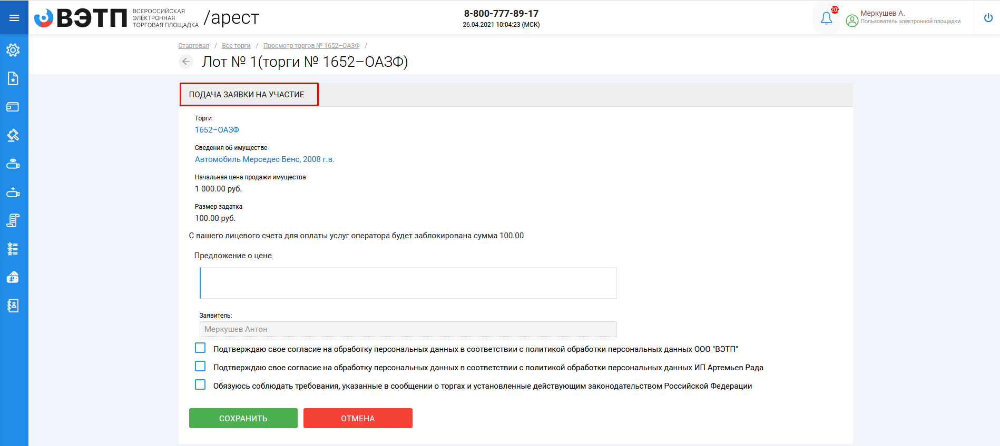 ВЭТП
ВСЕРОССИЙСКАЯ
ЭЛЕКТРОННАЯ
ТОРГОВАЯ ПЛОЩАДКА
/арест
8-800-777-89-17
26.04.2021 10:04:23 (МСК)
Меркушев А.
Пользователь электронной площадки
Стартовая / Все торги / Просмотр торгов № 1652–ОАЗФ /
Лот № 1(торги № 1652–ОАЗФ)
ПОДАЧА ЗАЯВКИ НА УЧАСТИЕ
Торги
1652–ОАЗФ
Сведения об имуществе
Автомобиль Мерседес Бенс, 2008 г.в.
Начальная цена продажи имущества
1 000.00 руб.
Размер задатка
100.00 руб.
С вашего лицевого счета для оплаты услуг оператора будет заблокирована сумма 100.00
Предложение о цене
Заявитель:
Меркушев Антон
Подтверждаю свое согласие на обработку персональных данных в соответствии с политикой обработки персональных данных ООО "ВЭТП"
Подтверждаю свое согласие на обработку персональных данных в соответствии с политикой обработки персональных данных ИП Артемьев Рада
Обязуюсь соблюдать требования, указанные в сообщении о торгах и установленные действующим законодательством Российской Федерации
СОХРАНИТЬ
ОТМЕНА